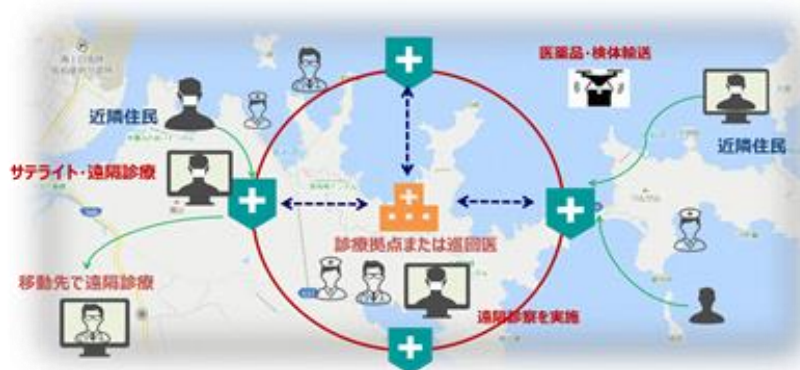 医薬品・検体輸送
近隣住民
近隣住民
サテライト・遠隔診療
診療拠点または巡回医
移動先で遠隔診療
遠隔診察を実施